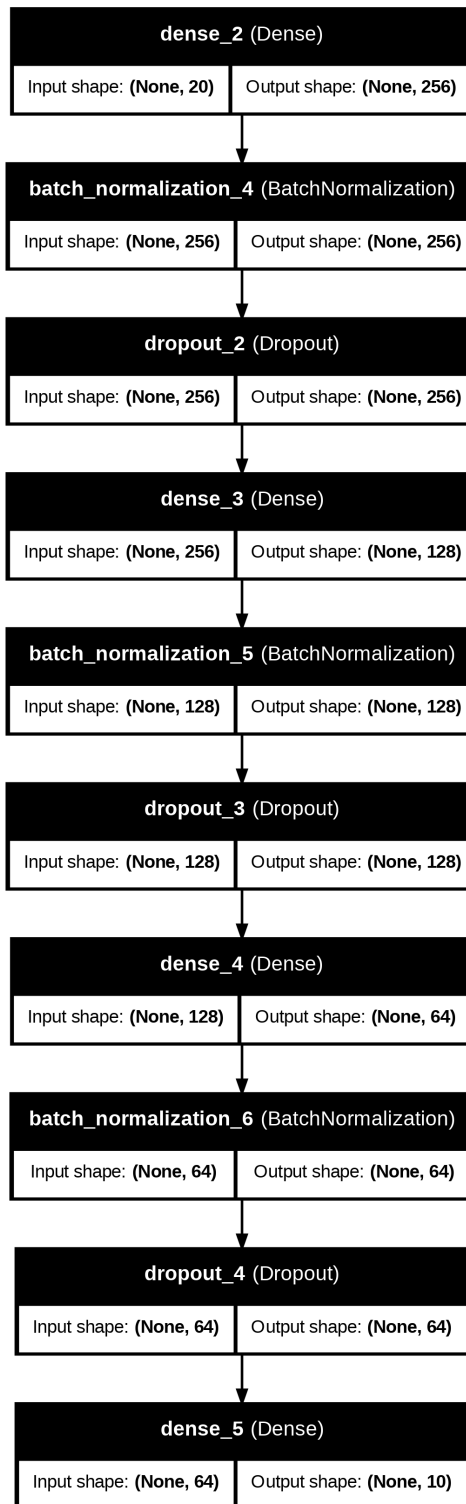 dense_2 (Dense)
Input shape: (None, 20) Output shape: (None, 256)
batch_normalization_4 (BatchNormalization)
Input shape: (None, 256) Output shape: (None, 256)
dropout_2 (Dropout)
Input shape: (None, 256) Output shape: (None, 256)
dense_3 (Dense)
Input shape: (None, 256) Output shape: (None, 128)
batch_normalization_5 (BatchNormalization)
Input shape: (None, 128) Output shape: (None, 128)
dropout_3 (Dropout)
Input shape: (None, 128) Output shape: (None, 128)
dense_4 (Dense)
Input shape: (None, 128) Output shape: (None, 64)
batch_normalization_6 (BatchNormalization)
Input shape: (None, 64) Output shape: (None, 64)
dropout_4 (Dropout)
Input shape: (None, 64) Output shape: (None, 64)
dense_5 (Dense)
Input shape: (None, 64) Output shape: (None, 10)